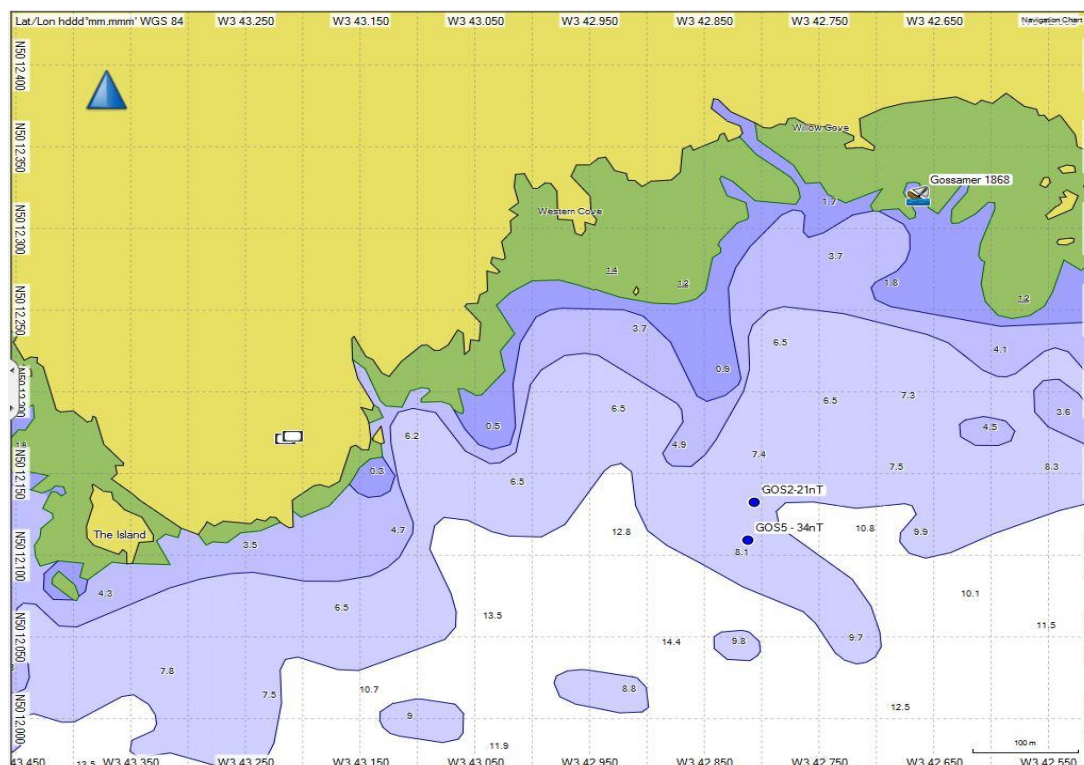 Lat/Lon hddd°mm.mmm' WGS 84
W3 43.250
W3 43.150
W3 43.050
W3 42.950
W3 42.850
W3 42.750
W3 42.650
Navigation Chart
N50 12.400
N50 12.350
N50 12.300
N50 12.250
N50 12.150
N50 12.100
N50 12.050
N50 12.000
Willow Cove
Gossamer 1868
Western Cove
1.7
3.7
14
12
1.8
12
3.7
6.5
4.1
0.9
6.5
7.3
6.5
3.6
6.2
0.5
4.5
4.9
7.4
0.3
6.5
7.5
8.3
GOS2-21nT
The Island
3.5
4.7
12.8
GOS5 - 34nT
10.8
9.9
8.1
4.3
6.5
13.5
10.1
11.5
14.4
9.8
9.7
7.8
7.5
10.7
8.8
9
12.5
11.9
13.5
100 m
43.450
W3 43.350
W3 43.250
W3 43.150
W3 43.050
W3 42.950
W3 42.850
W3 42.750
W3 42.650
W3 42.550